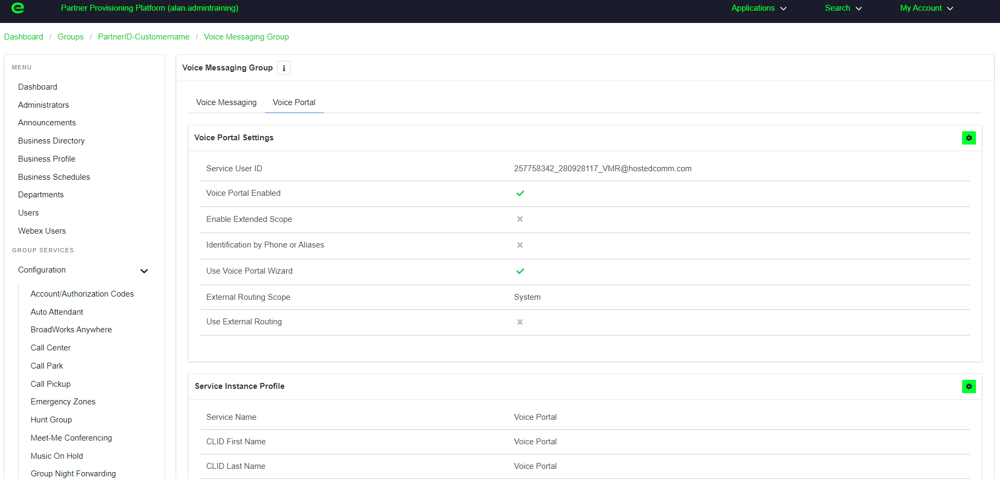 Partner Provisioning Platform (alan.admintraining)
Applications
Search
My Account
Dashboard / Groups / PartnerID-Customername / Voice Messaging Group
MENU
Dashboard
Administrators
Announcements
Business Directory
Business Profile
Business Schedules
Departments
Users
Webex Users
GROUP SERVICES
Configuration
Account/Authorization Codes
Auto Attendant
BroadWorks Anywhere
Call Center
Call Park
Call Pickup
Emergency Zones
Hunt Group
Meet-Me Conferencing
Music On Hold
Group Night Forwarding
Voice Messaging Group i
Voice Messaging Voice Portal
Voice Portal Settings
Service User ID 257758342_280928117_VMR@hostedcomm.com
Voice Portal Enabled
Enable Extended Scope
Identification by Phone or Aliases
Use Voice Portal Wizard
External Routing Scope System
Use External Routing
Service Instance Profile
Service Name Voice Portal
CLID First Name Voice Portal
CLID Last Name Voice Portal